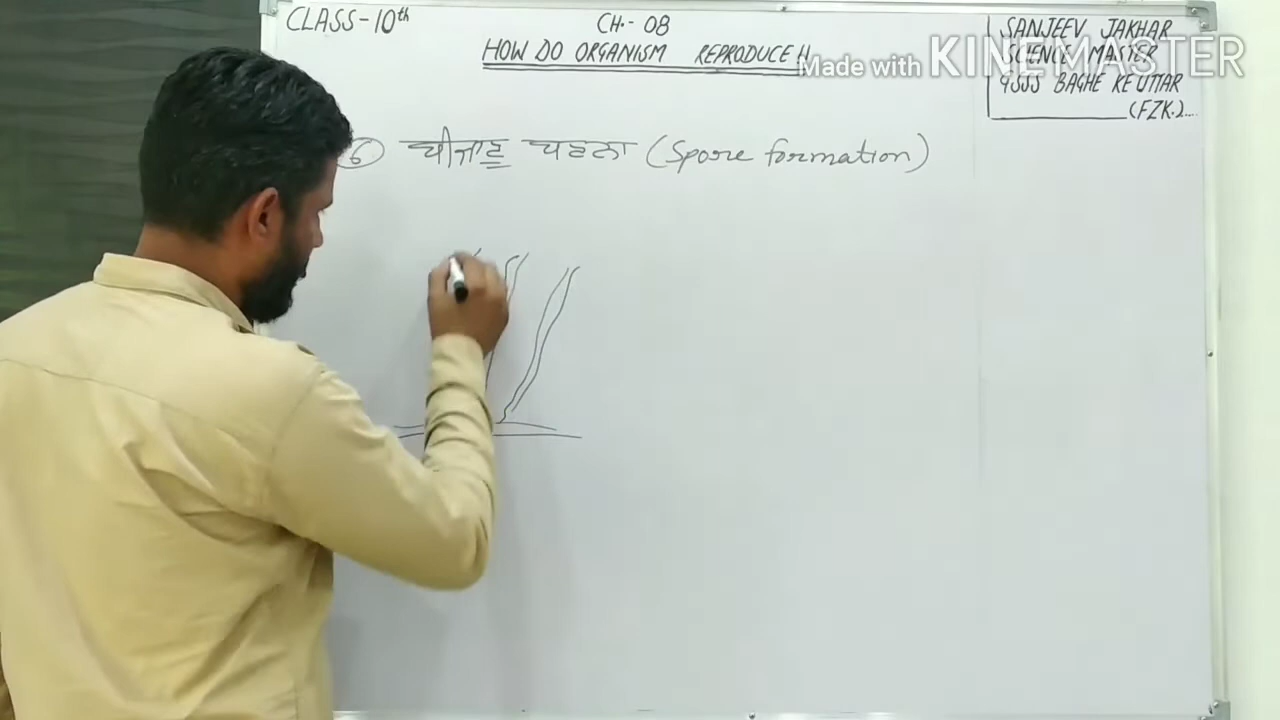 CLASS-10th
CH.- 08
HOW DO ORGANISM REPRODUCE
SANJEEV JAKHAR
SCIENCE MASTER
GSSS BAGHE KE UTTAR
(FZK.)....
Made with KINEMASTER
6 ਬੀਜਾਣੂ ਬਣਨਾ (Spore formation)